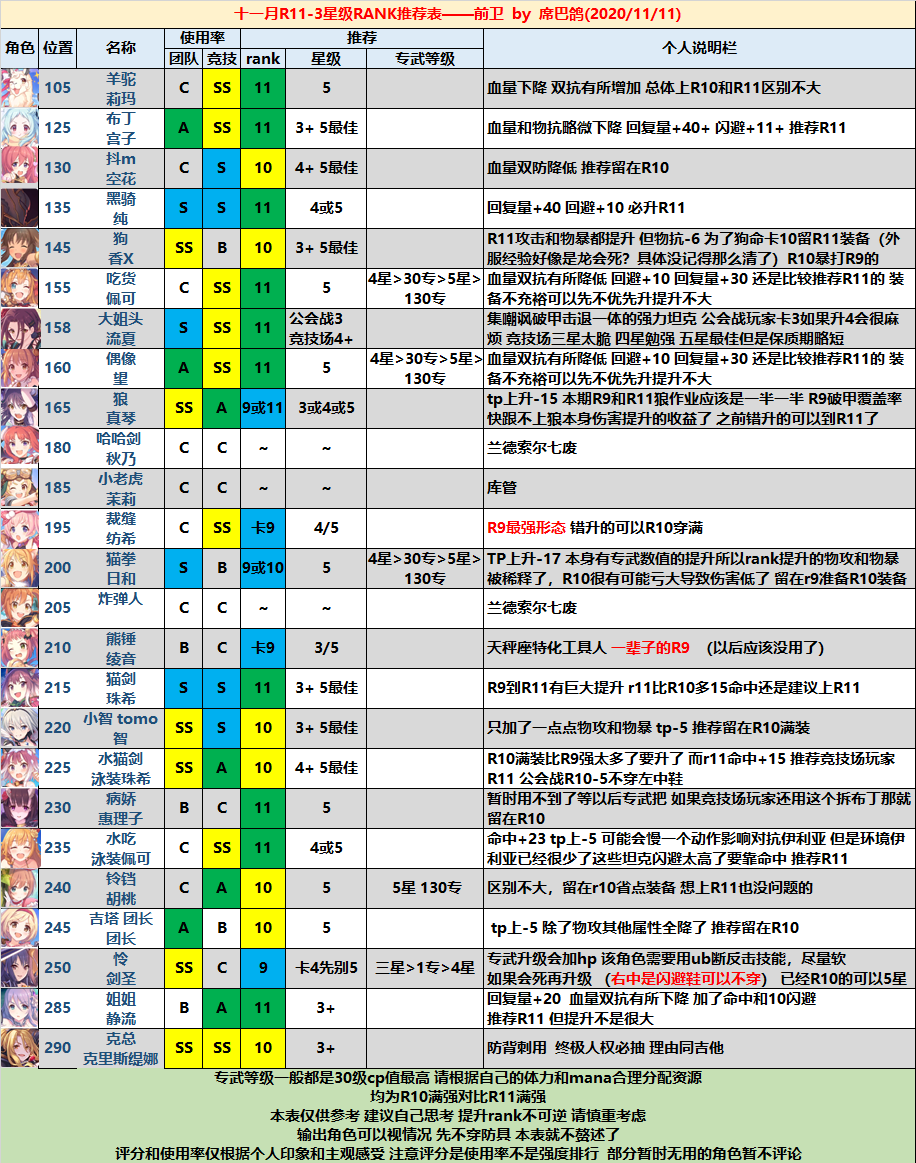 十一月R11-3星级RANK推荐表——前卫 by 席巴鸽(2020/11/11)
角色 位置 名称 使用率 推荐 个人说明栏
团队 竞技 rank 星级 专武等级
105 羊驼 莉玛 C SS 11 5 血量下降 双抗有所增加 总体上R10和R11区别不大
125 布丁 宫子 A SS 11 3+ 5最佳 血量和物抗略微下降 回复量+40+ 闪避+11+ 推荐R11
130 抖m 空花 C S 10 4+ 5最佳 血量双防降低 推荐留在R10
135 黑骑 纯 S S 11 4或5 回复量+40 回避+10 必升R11
145 狗 香X SS B 10 3+ 5最佳 R11攻击和物暴都提升 但物抗-6 为了狗命卡10留R11装备（外
服经验好像是龙会死？具体没记得那么清了）R10暴打R9的
155 吃货 佩可 C SS 11 5 4星>30专>5星>
130专 血量双抗有所降低 回避+10 回复量+30 还是比较推荐R11的 装
备不充裕可以先不优先升提升不大
158 大姐头 流夏 S SS 11 公会战3
竞技场4+ 集嘲讽破甲击退一体的强力坦克 公会战玩家卡3如果升4会很麻
烦 竞技场三星太脆 四星勉强 五星最佳但是保质期略短
160 偶像 望 A SS 11 5 4星>30专>5星>
130专 血量双抗有所降低 回避+10 回复量+30 还是比较推荐R11的 装
备不充裕可以先不优先升提升不大
165 狼 真琴 SS A 9或11 3或4或5 tp上升-15 本期R9和R11狼作业应该是一半一半 R9破甲覆盖率
快跟不上狼本身伤害提升的收益了 之前错升的可以到R11了
180 哈哈剑 秋乃 C C ~ ~ 兰德索尔七废
185 小老虎 茉莉 C C ~ ~ 库管
195 裁缝 纺希 C SS 卡9 4/5 R9最强形态 错升的可以R10穿满
200 猫拳 日和 S B 9或10 5 4星>30专>5星>
130专 TP上升-17 本身有专武数值的提升所以rank提升的物攻和物暴
被稀释了，R10很有可能亏大导致伤害低了 留在r9准备R10装备
205 炸弹人 C C ~ ~ 兰德索尔七废
210 熊锤 绫音 B C 卡9 3/5 天秤座特化工具人 一辈子的R9 （以后应该没用了）
215 猫剑 珠希 S S 11 3+ 5最佳 R9到R11有巨大提升 r11比R10多15命中还是建议上R11
220 小智 tomo 智 SS S 10 3+ 5最佳 只加了一点点物攻和物暴 tp-5 推荐留在R10满装
225 水猫剑 泳装珠希 SS A 10 4+ 5最佳 R10满装比R9强太多了要升了 而r11命中+15 推荐竞技场玩家
R11 公会战R10-5不穿左中鞋
230 病娇 惠理子 B C 11 5 暂时用不到了等以后专武把 如果竞技场玩家还用这个拆布丁那就
留在R10
235 水吃 泳装佩可 C SS 11 4或5 命中+23 tp上-5 可能会慢一个动作影响对抗伊利亚 但是环境伊
利亚已经很少了这些坦克闪避太高了要靠命中 推荐R11
240 铃铛 胡桃 C A 10 5 5星 130专 区别不大，留在r10省点装备 想上R11也没问题的
245 吉塔 团长 团长 A B 10 5 tp上-5 除了物攻其他属性全降了 推荐留在R10
250 怜 剑圣 SS C 9 卡4先别5 三星>1专>4星 专武升级会加hp 该角色需要用ub断反击技能，尽量软
如果会死再升级 （右中是闪避鞋可以不穿） 已经R10的可以5星
285 姐姐 静流 B A 11 3+ 回复量+20 血量双抗有所下降 加了命中和10闪避
推荐R11 但提升不是很大
290 克总 克里斯缇娜 SS SS 10 3+ 防背刺用 终极人权必抽 理由同吉他
专武等级一般都是30级cp值最高 请根据自己的体力和mana合理分配资源
均为R10满强对比R11满强
本表仅供参考 建议自己思考 提升rank不可逆 请慎重考虑
输出角色可以视情况 先不穿防具 本表就不赘述了
评分和使用率仅根据个人印象和主观感受 注意评分是使用率不是强度排行 部分暂时无用的角色暂不评论